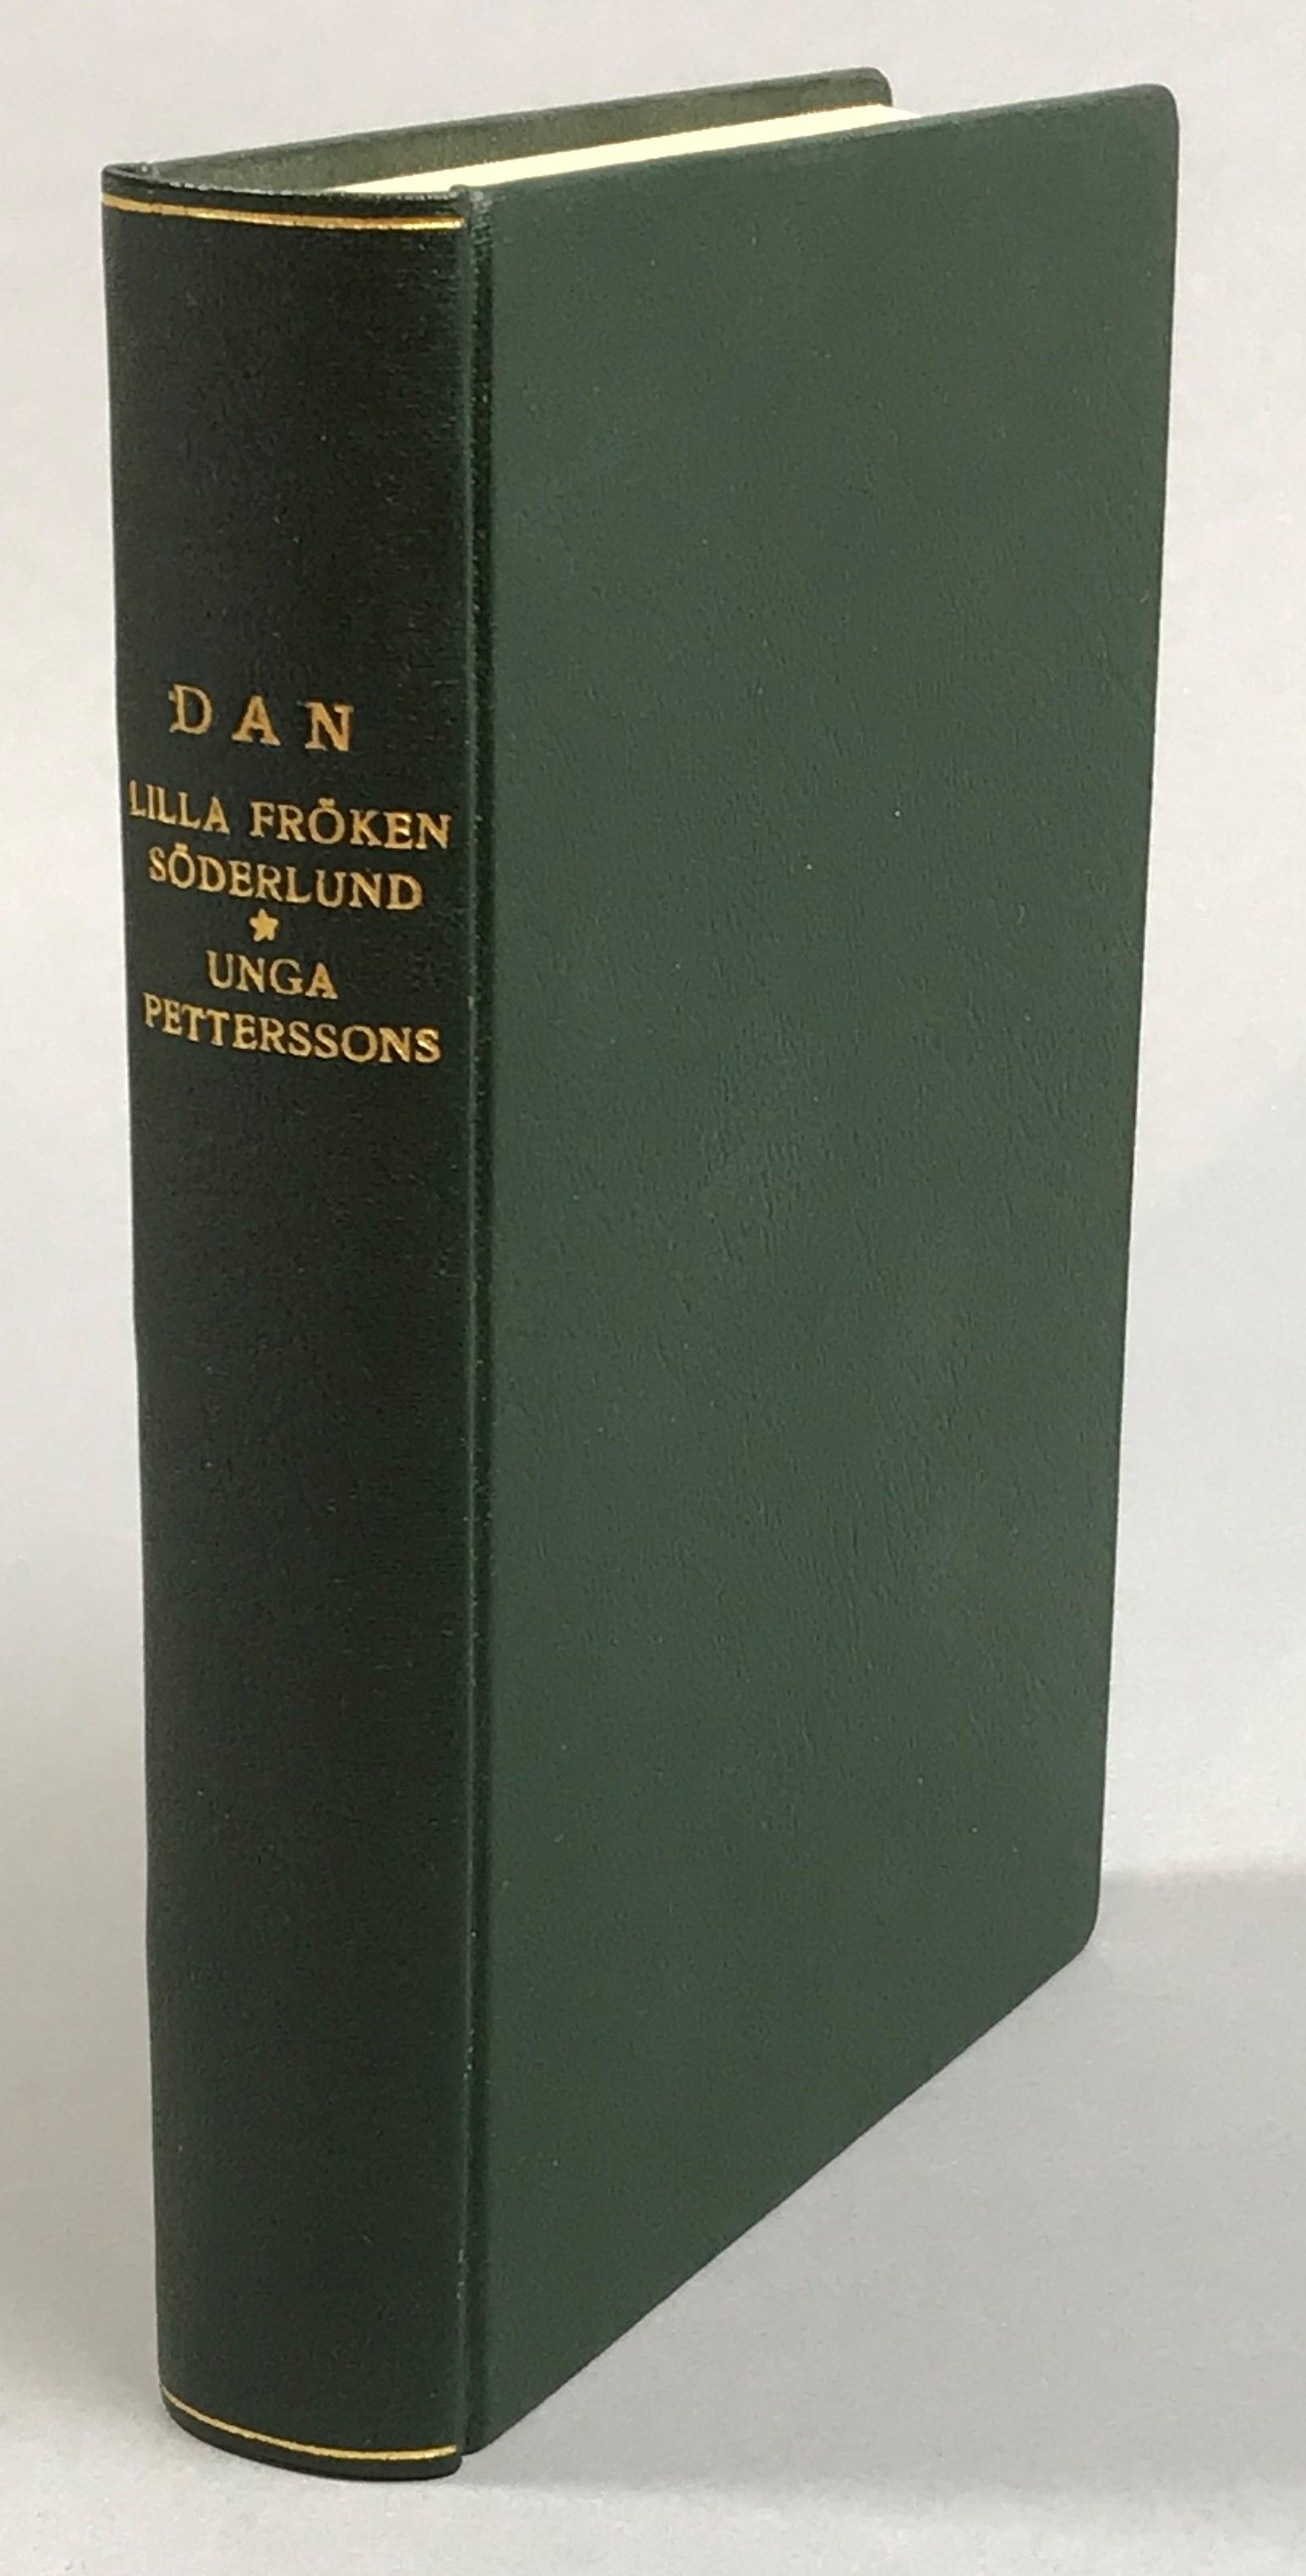 DAN
LILLA FRÖKEN
SÖDERLUND
★
UNGA
PETTERSSONS